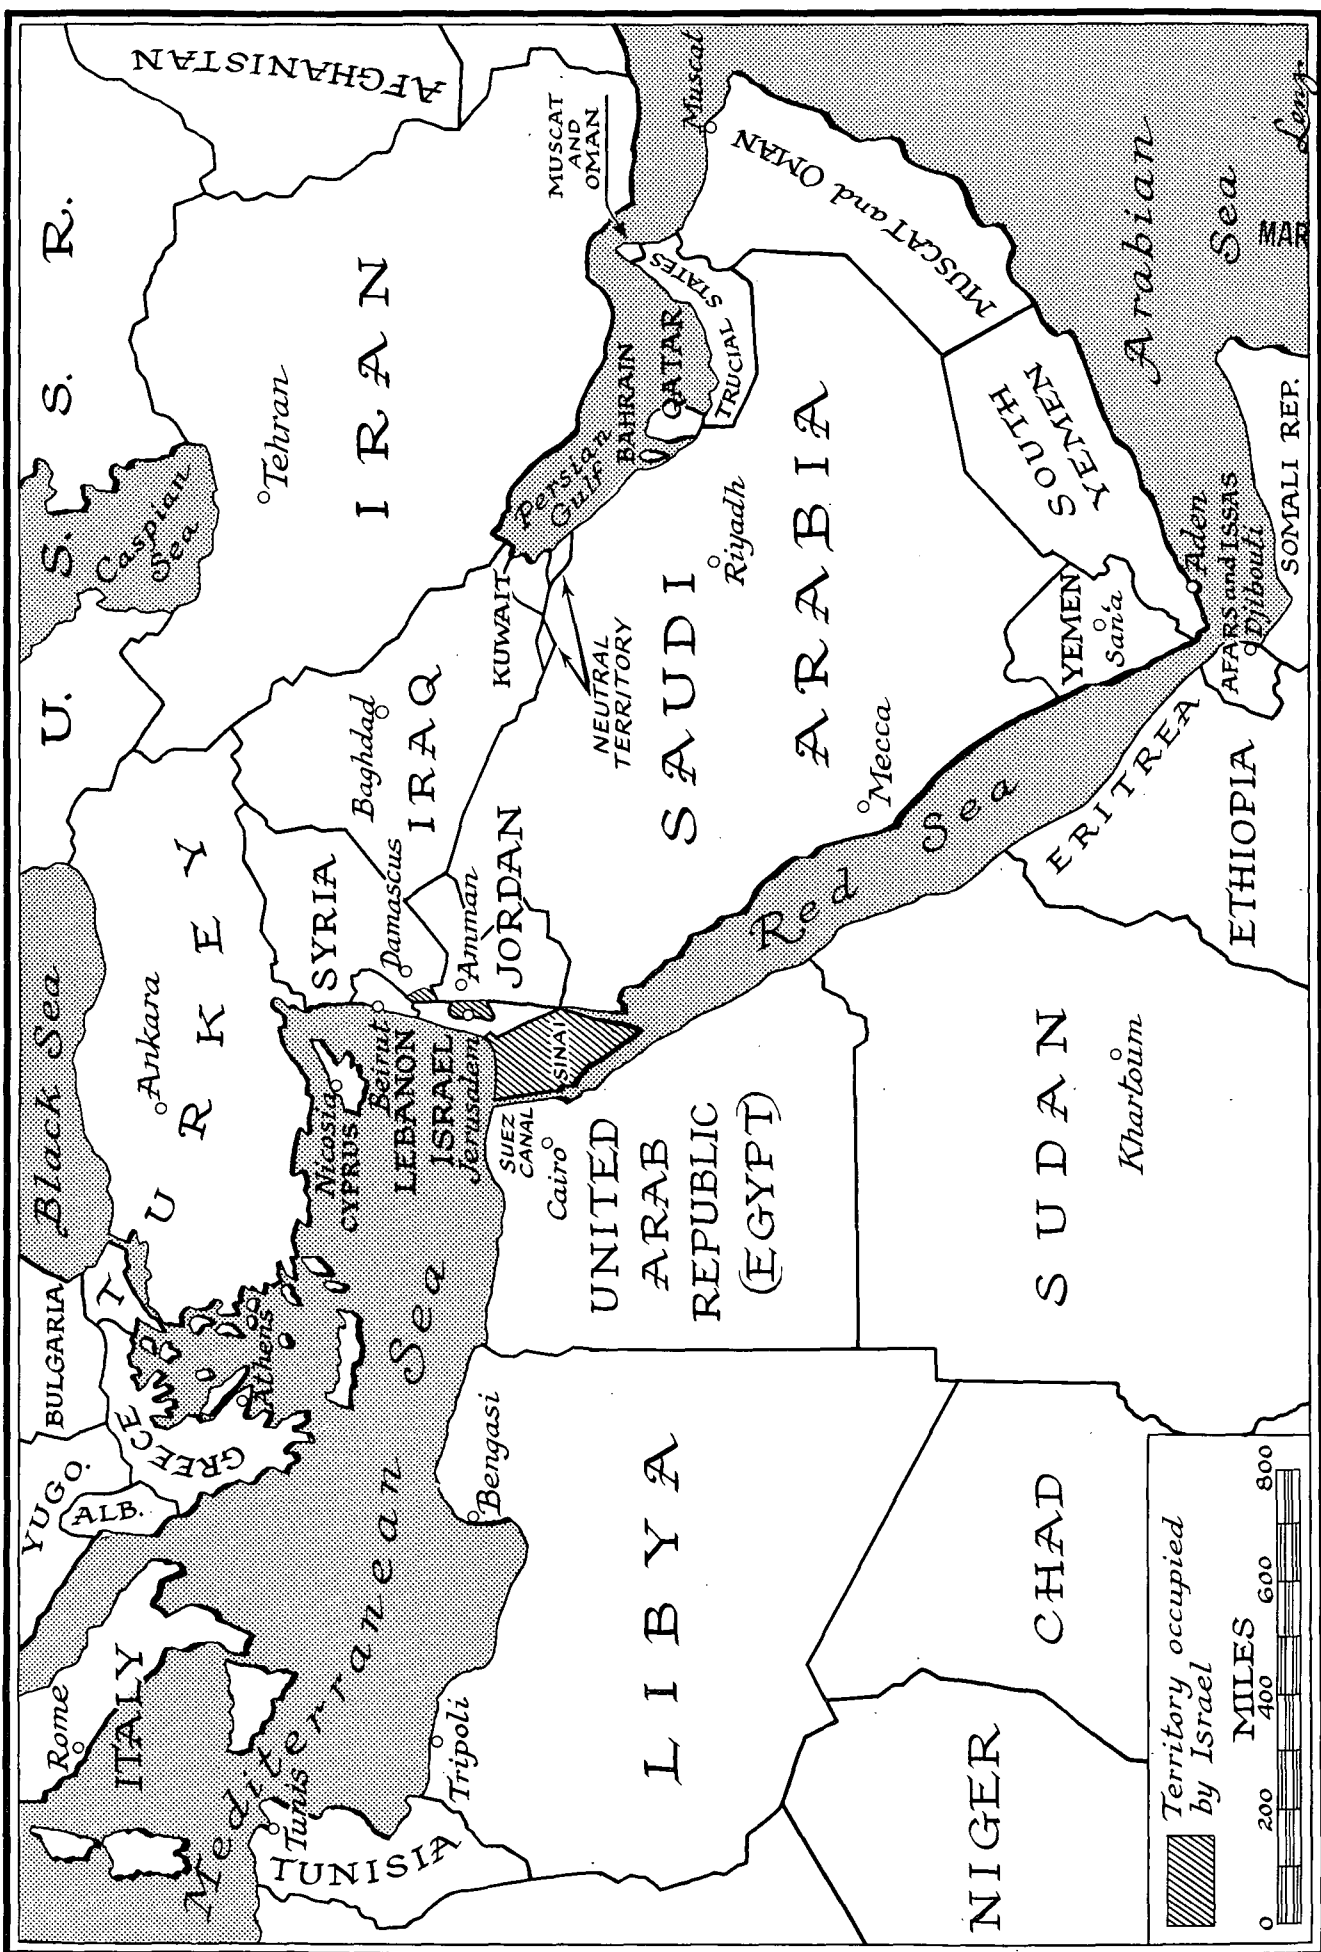 U. S. S. R.
AFGHANISTAN
Black Sea
Caspian
Sea
BULGARIA
YUGO.
ALB.
GREECE
Athens
T
TURKEY
Ankara
ITALY
Rome
Tunis
TUNISIA
Mediterranean Sea
Nicosia
CYPRUS
SYRIA
Damascus
Beirut
LEBANON
ISRAEL
Jerusalem
Amman
JORDAN
IRAQ
Baghdad
IRAN
Tehran
KUWAIT
NEUTRAL
TERRITORY
Persian
Gulf
BAHRAIN
QATAR
TRUCIAL STATES
MUSCAT
AND
OMAN
Muscat
MUSCAT and OMAN
SAUDI
ARABIA
Riyadh
Mecca
YEMEN
San'a
SOUTH
YEMEN
Aden
Arabian
Sea
Red Sea
SINAI
SUEZ
CANAL
Cairo
UNITED
ARAB
REPUBLIC
(EGYPT)
LIBYA
Tripoli
Bengasi
SUDAN
Khartoum
ERITREA
ETHIOPIA
AFARS and ISSAS
Djibouti
SOMALI REP.
CHAD
NIGER
Territory occupied
by Israel
MILES
0 200 400 600 800
MAR
Lenz